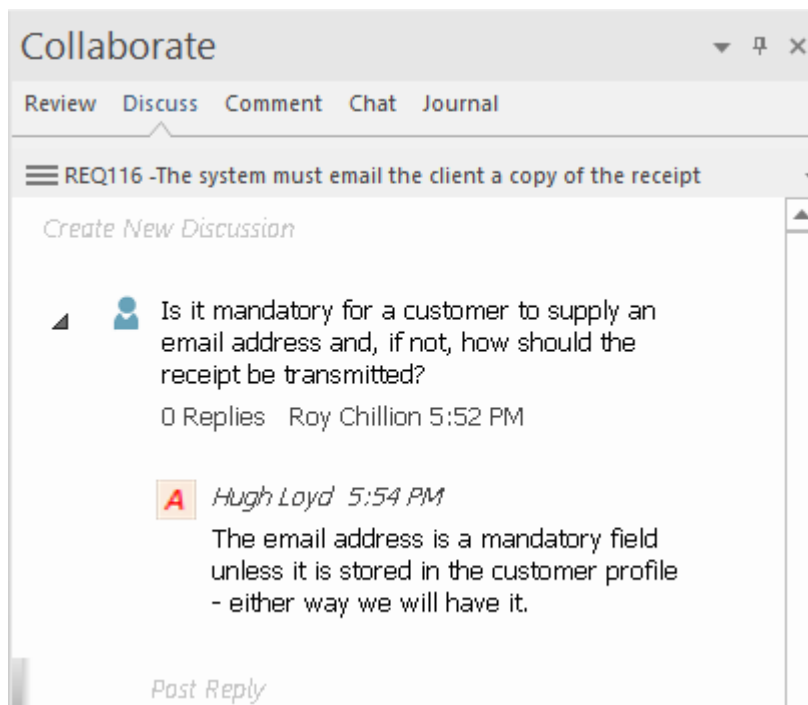 Collaborate
Review Discuss Comment Chat Journal
REQ116 -The system must email the client a copy of the receipt
Create New Discussion
Is it mandatory for a customer to supply an
email address and, if not, how should the
receipt be transmitted?
0 Replies Roy Chillion 5:52 PM
A Hugh Loyd 5:54 PM
The email address is a mandatory field
unless it is stored in the customer profile
- either way we will have it.
Post Reply